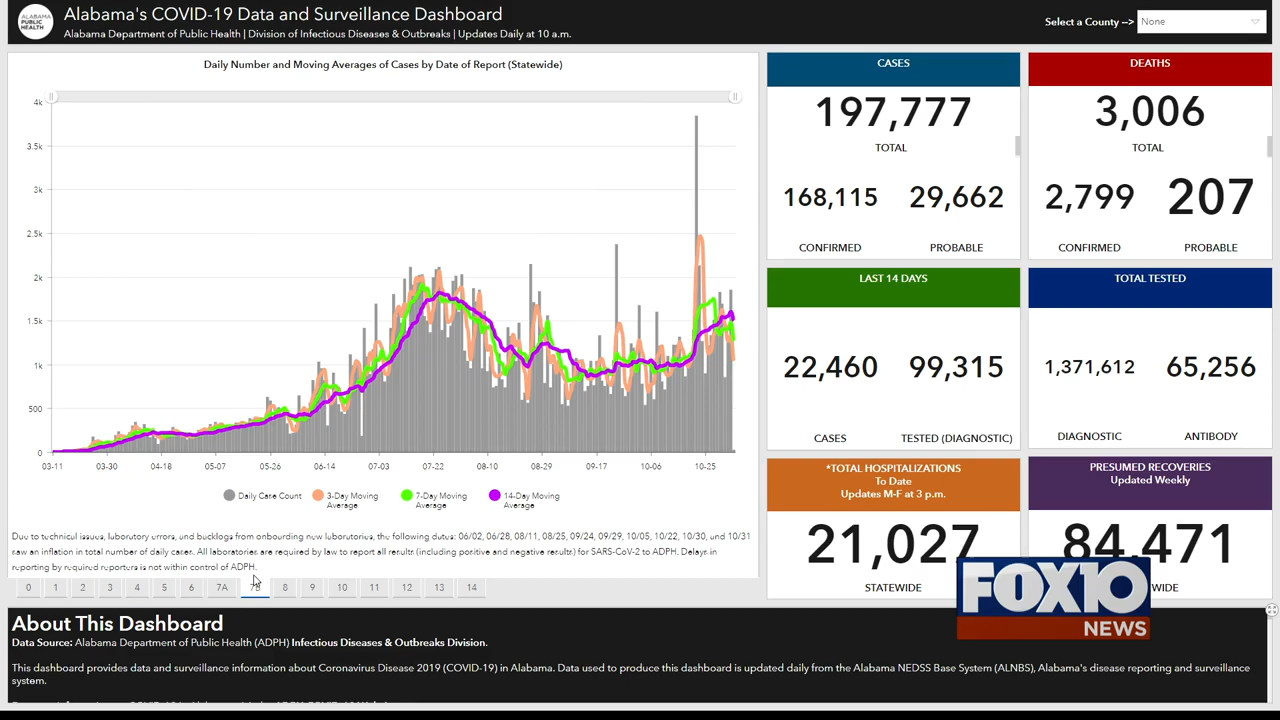 ALABAMA
PUBLIC
HEALTH
Alabama's COVID-19 Data and Surveillance Dashboard
Alabama Department of Public Health | Division of Infectious Diseases & Outbreaks | Updates Daily at 10 a.m.
Select a County --> None
Daily Number and Moving Averages of Cases by Date of Report (Statewide)
4k
3.5k
3k
2.5k
2k
1.5k
1k
500
0
03-11 03-30 04-18 05-07 05-26 06-14 07-03 07-22 08-10 08-29 09-17 10-06 10-25
Daily Case Count 3-Day Moving Average 7-Day Moving Average 14-Day Moving Average
Due to technical issues, laboratory errors, and backlogs from onboarding new laboratories, the following dates: 06/02, 06/28, 08/11, 08/25, 09/24, 09/29, 10/05, 10/22, 10/30, and 10/31
saw an inflation in total number of daily cases. All laboratories are required by law to report all results (including positive and negative results) for SARS-CoV-2 to ADPH. Delays in
reporting by required reporters is not within control of ADPH.
0 1 2 3 4 5 6 7A 7B 8 9 10 11 12 13 14
CASES
197,777
TOTAL
168,115 29,662
CONFIRMED PROBABLE
DEATHS
3,006
TOTAL
2,799 207
CONFIRMED PROBABLE
LAST 14 DAYS
22,460 99,315
CASES TESTED (DIAGNOSTIC)
TOTAL TESTED
1,371,612 65,256
DIAGNOSTIC ANTIBODY
*TOTAL HOSPITALIZATIONS
To Date
Updates M-F at 3 p.m.
21,027
STATEWIDE
PRESUMED RECOVERIES
Updated Weekly
84,471
WIDE
FOX10
NEWS
About This Dashboard
Data Source: Alabama Department of Public Health (ADPH) Infectious Diseases & Outbreaks Division.
This dashboard provides data and surveillance information about Coronavirus Disease 2019 (COVID-19) in Alabama. Data used to produce this dashboard is updated daily from the Alabama NEDSS Base System (ALNBS), Alabama's disease reporting and surveillance
system.